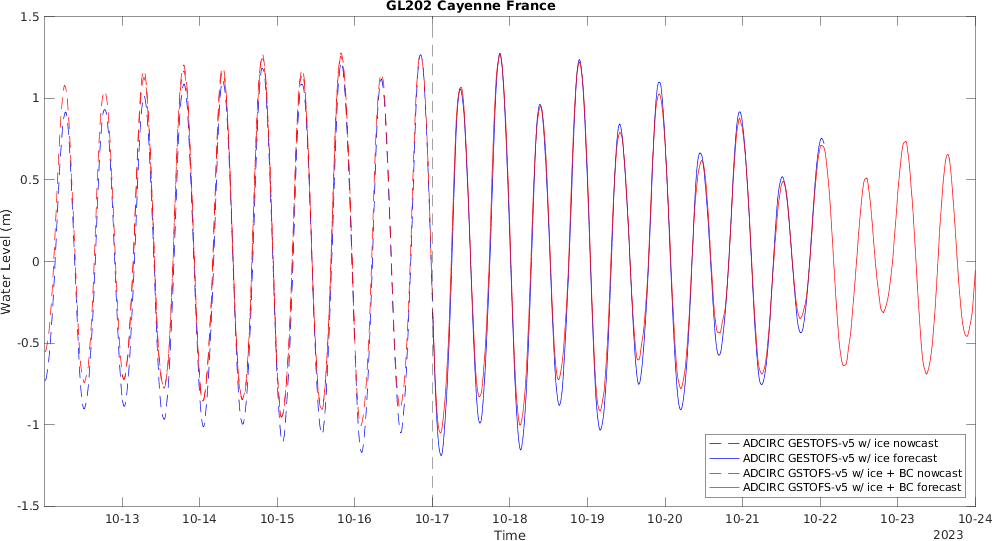 GL202 Cayenne France
1.5
1
0.5
0
-0.5
-1
-1.5
Water Level (m)
10-13 10-14 10-15 10-16 10-17 10-18 10-19 10-20 10-21 10-22 10-23 10-24
Time
2023
ADCIRC GESTOFS-v5 w/ ice nowcast
ADCIRC GESTOFS-v5 w/ ice forecast
ADCIRC GSTOFS-v5 w/ ice + BC nowcast
ADCIRC GSTOFS-v5 w/ ice + BC forecast